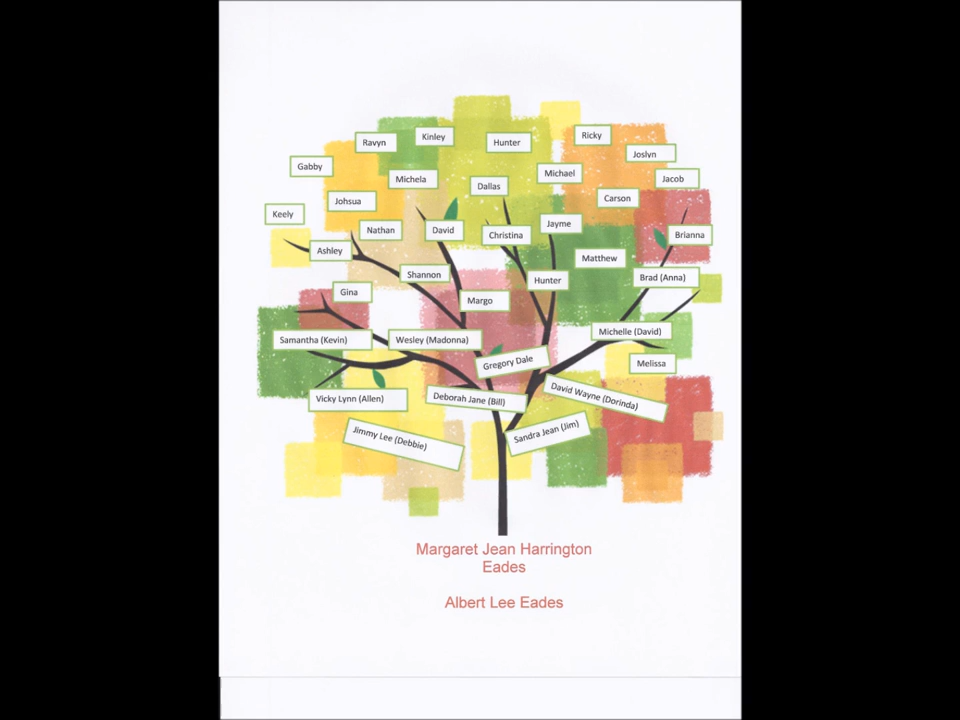 Ravyn
Kinley
Hunter
Ricky
Joslyn
Gabby
Michela
Dallas
Michael
Jacob
Johsua
Carson
Keely
Nathan
David
Christina
Jayme
Brianna
Ashley
Shannon
Matthew
Hunter
Brad (Anna)
Gina
Margo
Samantha (Kevin)
Wesley (Madonna)
Michelle (David)
Gregory Dale
Melissa
Vicky Lynn (Allen)
Deborah Jane (Bill)
David Wayne (Dorinda)
Jimmy Lee (Debbie)
Sandra Jean (Jim)
Margaret Jean Harrington
Eades
Albert Lee Eades